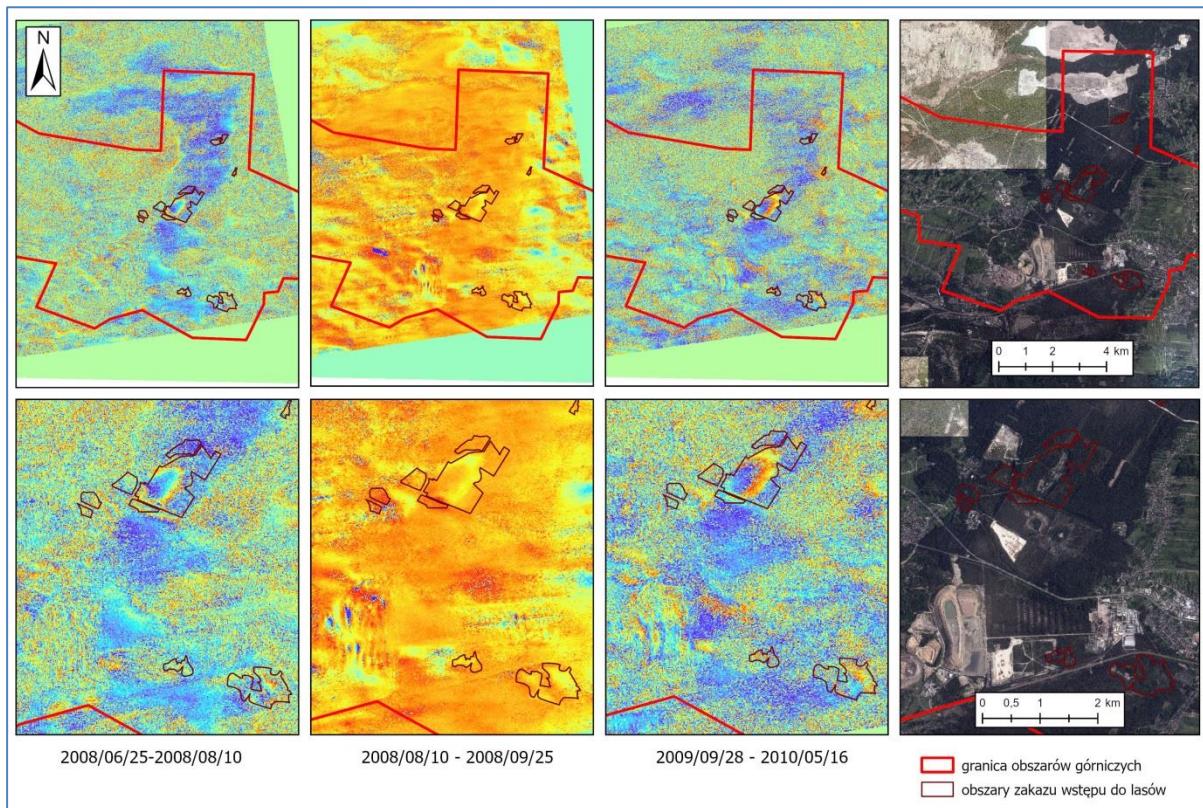 N
0 1 2 4 km
0 0,5 1 2 km
2008/06/25-2008/08/10
2008/08/10 - 2008/09/25
2009/09/28 - 2010/05/16
granica obszarów górniczych
obszary zakazu wstępu do lasów